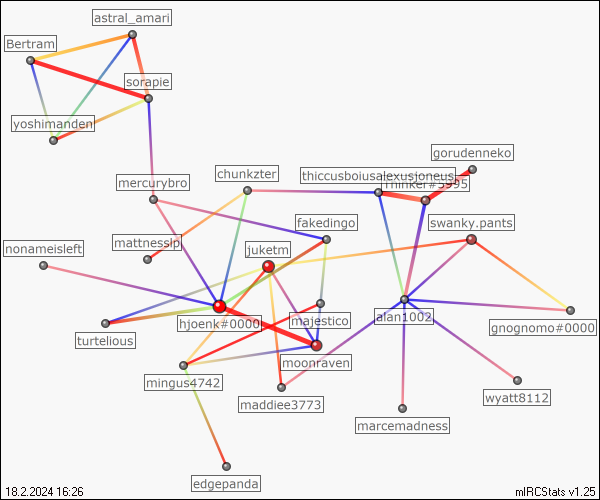 astral_amari
Bertram
sorapie
yoshimanden
gorudenneko
chunkzter
thiccusboiusalexusjoneus
Thinker#5995
mercurybro
fakedingo
swanky.pants
mattnesslp
nonameisleft
juketm
hjoenk#0000
majestico
alan1002
gnognomo#0000
turtelious
moonraven
mingus4742
maddiee3773
wyatt8112
marcemadness
edgepanda
18.2.2024 16:26
mIRCStats v1.25